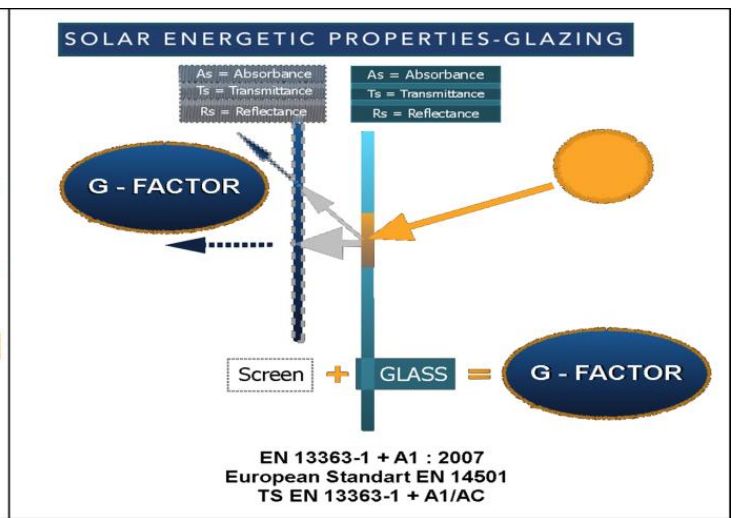 SOLAR ENERGETIC PROPERTIES-GLAZING
As = Absorbance
Ts = Transmittance
Rs = Reflectance
As = Absorbance
Ts = Transmittance
Rs = Reflectance
G - FACTOR
Screen + GLASS = G - FACTOR
EN 13363-1 + A1 : 2007
European Standart EN 14501
TS EN 13363-1 + A1/AC